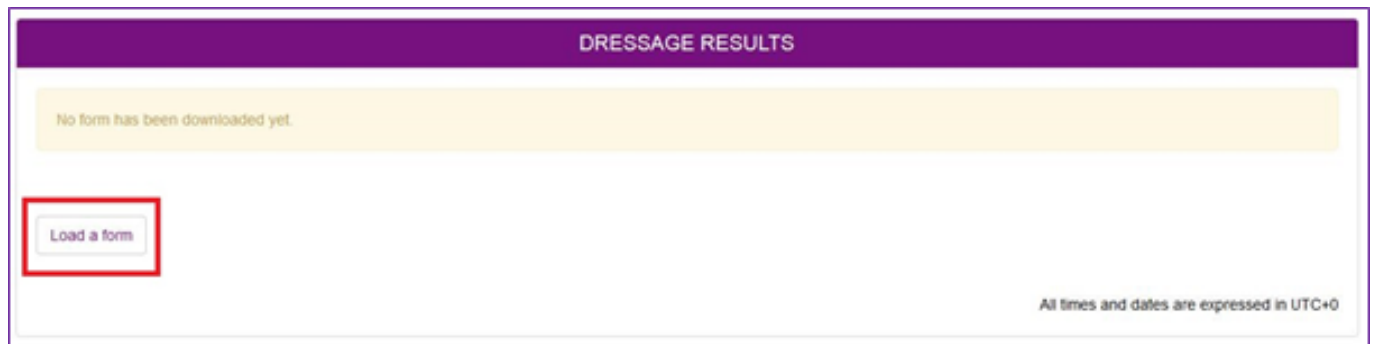 DRESSAGE RESULTS
No form has been downloaded yet.
Load a form
All times and dates are expressed in UTC+0